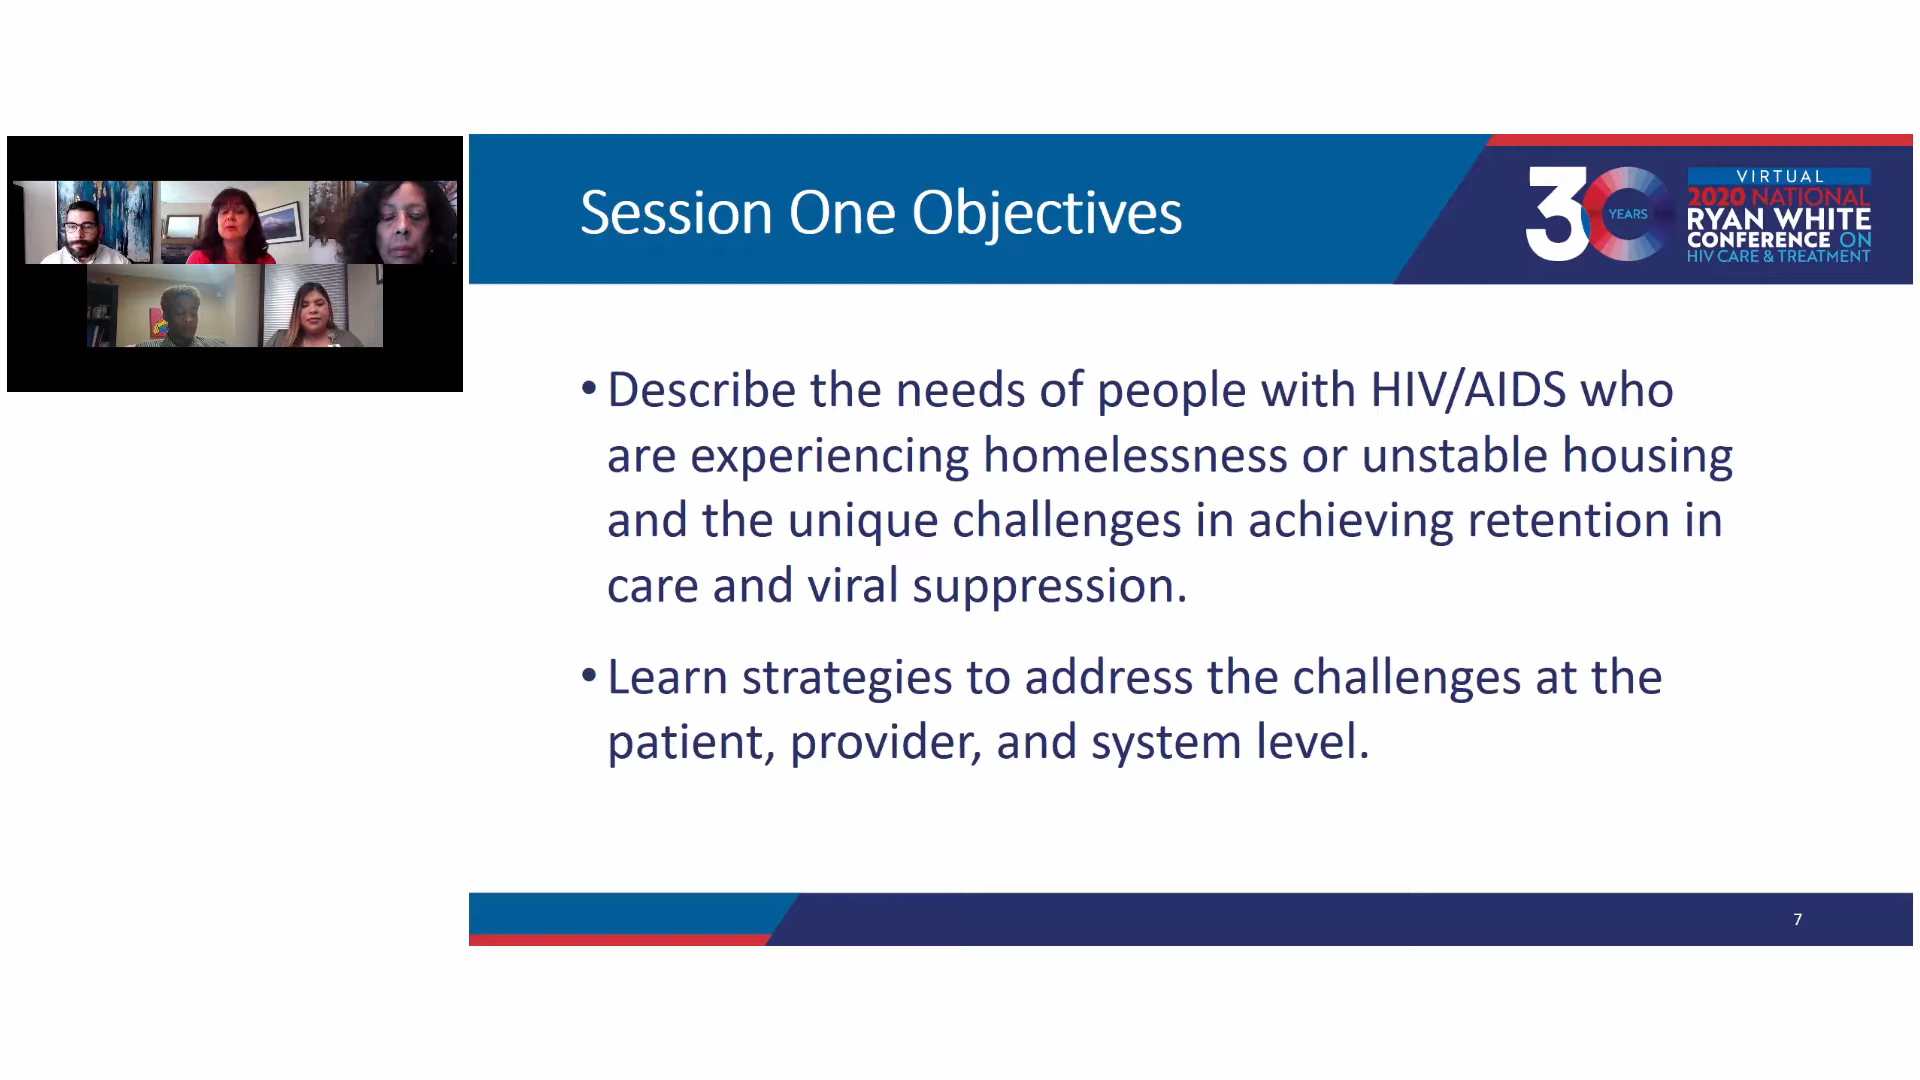 Session One Objectives
30 YEARS
VIRTUAL
2020 NATIONAL
RYAN WHITE
CONFERENCE ON
HIV CARE & TREATMENT
• Describe the needs of people with HIV/AIDS who
are experiencing homelessness or unstable housing
and the unique challenges in achieving retention in
care and viral suppression.
• Learn strategies to address the challenges at the
patient, provider, and system level.
7